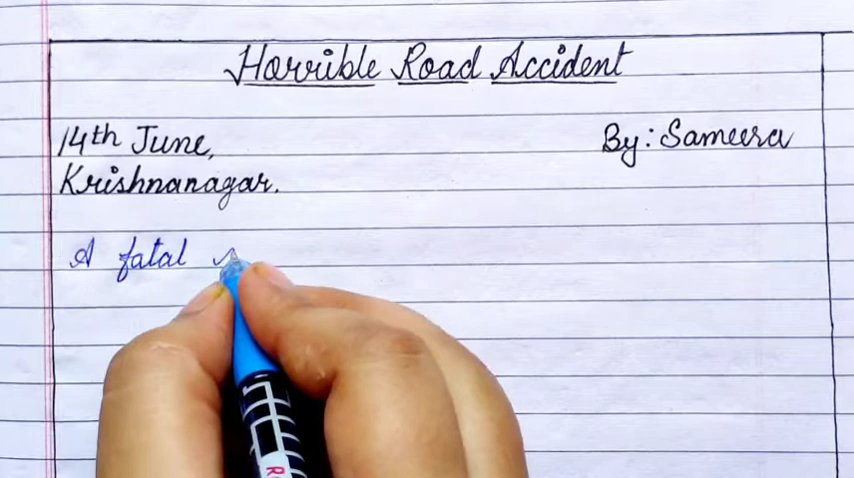 Horrible Road Accident
14th June, By: Sameera
Krishnanagar.
A fatal